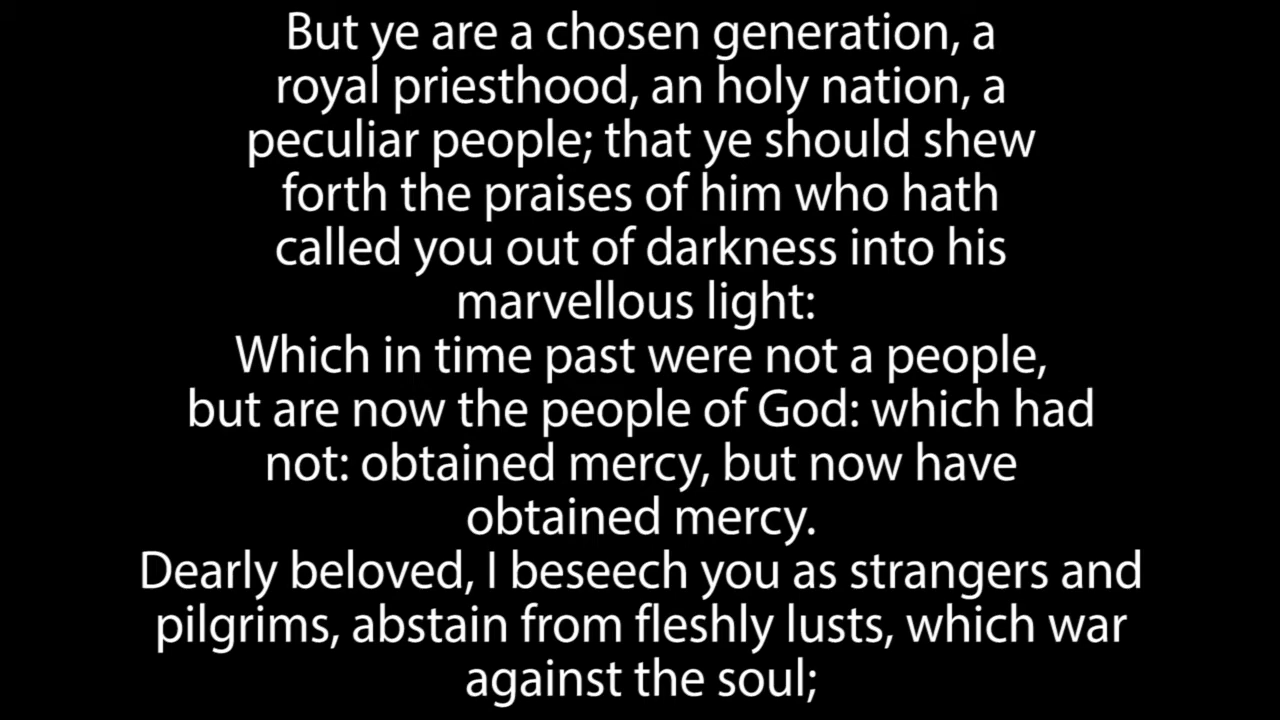 But ye are a chosen generation, a
royal priesthood, an holy nation, a
peculiar people; that ye should shew
forth the praises of him who hath
called you out of darkness into his
marvellous light:
Which in time past were not a people,
but are now the people of God: which had
not: obtained mercy, but now have
obtained mercy.
Dearly beloved, I beseech you as strangers and
pilgrims, abstain from fleshly lusts, which war
against the soul;